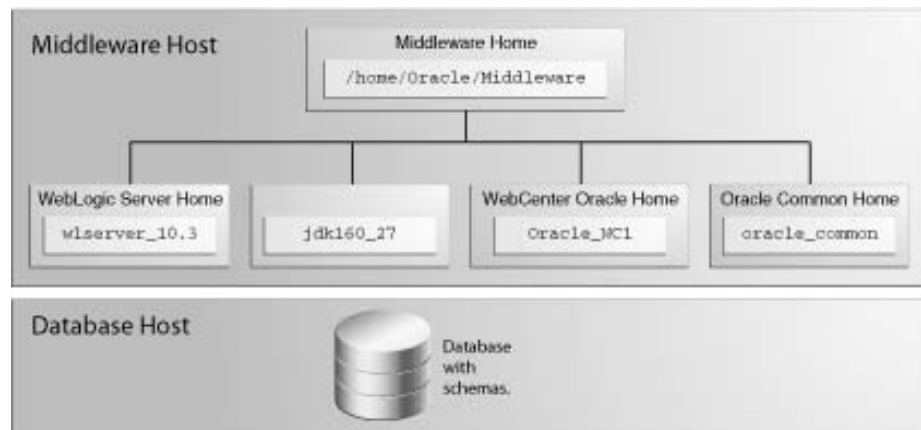 Middleware Host
Middleware Home
/home/Oracle/Middleware
WebLogic Server Home
wlserver_10.3
jdk160_27
WebCenter Oracle Home
Oracle_WC1
Oracle Common Home
oracle_common
Database Host
Database
with
schemas.